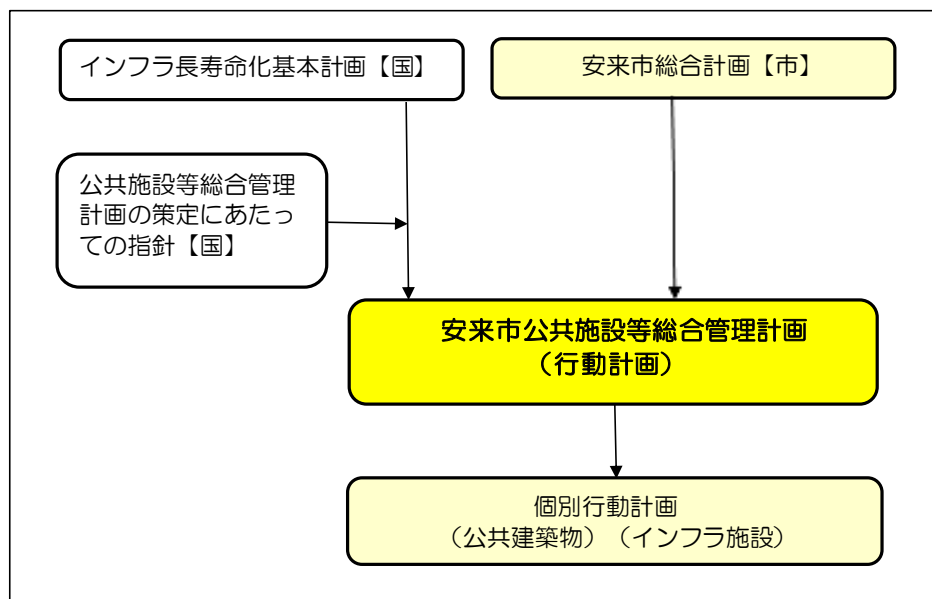 インフラ長寿命化基本計画【国】
安来市総合計画【市】
公共施設等総合管理
計画の策定にあたっ
ての指針【国】
安来市公共施設等総合管理計画
（行動計画）
個別行動計画
（公共建築物）（インフラ施設）